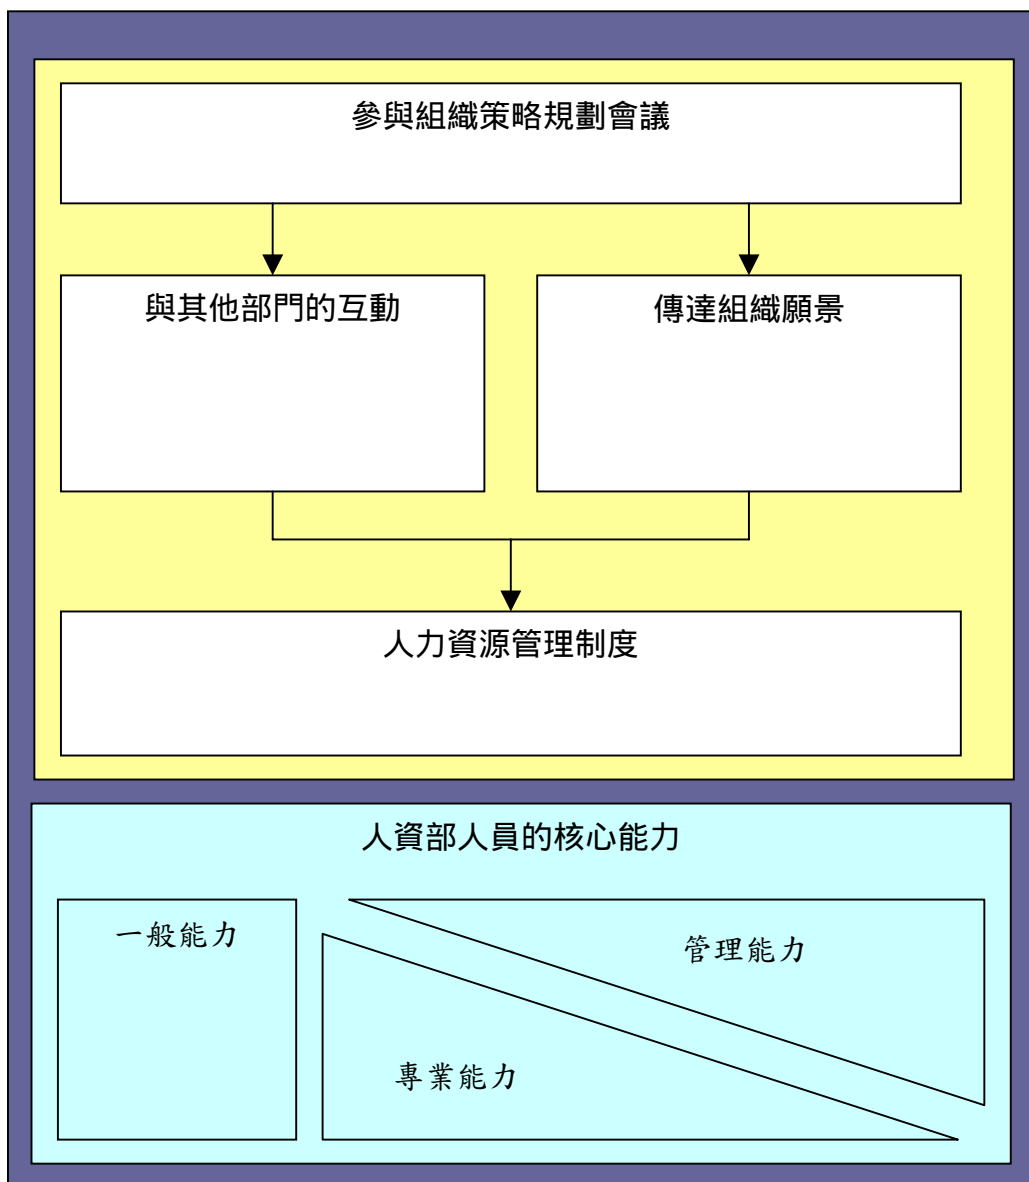 參與組織策略規劃會議
與其他部門的互動
傳達組織願景
人力資源管理制度
人資部人員的核心能力
一般能力
管理能力
專業能力